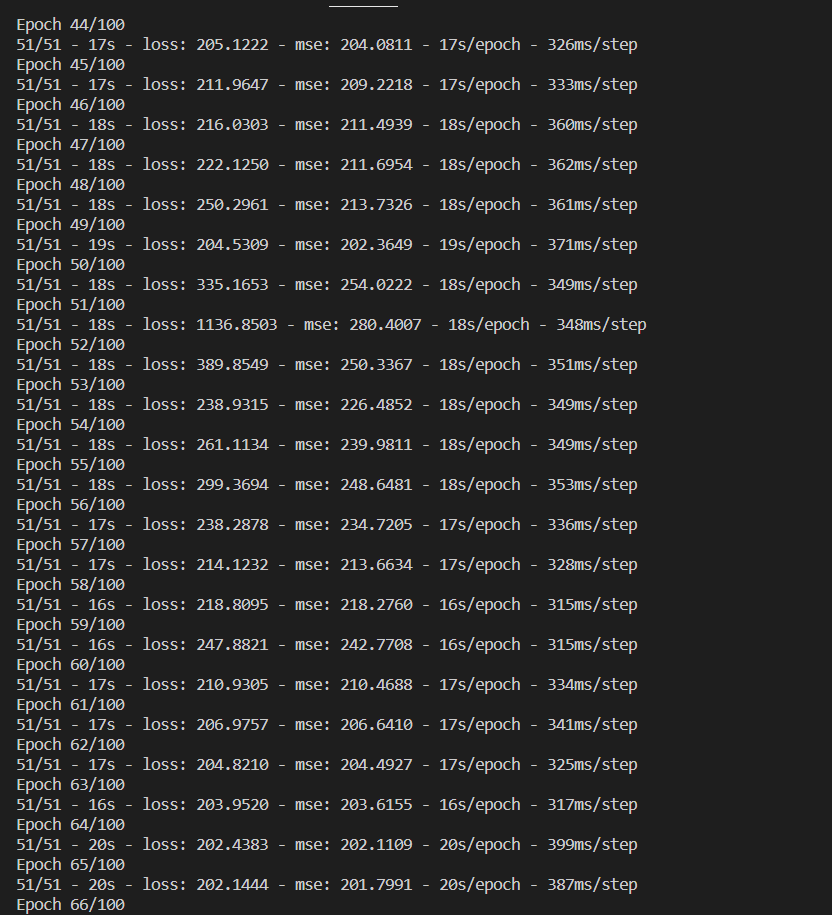 Epoch 44/100
51/51 - 17s - loss: 205.1222 - mse: 204.0811 - 17s/epoch - 326ms/step
Epoch 45/100
51/51 - 17s - loss: 211.9647 - mse: 209.2218 - 17s/epoch - 333ms/step
Epoch 46/100
51/51 - 18s - loss: 216.0303 - mse: 211.4939 - 18s/epoch - 360ms/step
Epoch 47/100
51/51 - 18s - loss: 222.1250 - mse: 211.6954 - 18s/epoch - 362ms/step
Epoch 48/100
51/51 - 18s - loss: 250.2961 - mse: 213.7326 - 18s/epoch - 361ms/step
Epoch 49/100
51/51 - 19s - loss: 204.5309 - mse: 202.3649 - 19s/epoch - 371ms/step
Epoch 50/100
51/51 - 18s - loss: 335.1653 - mse: 254.0222 - 18s/epoch - 349ms/step
Epoch 51/100
51/51 - 18s - loss: 1136.8503 - mse: 280.4007 - 18s/epoch - 348ms/step
Epoch 52/100
51/51 - 18s - loss: 389.8549 - mse: 250.3367 - 18s/epoch - 351ms/step
Epoch 53/100
51/51 - 18s - loss: 238.9315 - mse: 226.4852 - 18s/epoch - 349ms/step
Epoch 54/100
51/51 - 18s - loss: 261.1134 - mse: 239.9811 - 18s/epoch - 349ms/step
Epoch 55/100
51/51 - 18s - loss: 299.3694 - mse: 248.6481 - 18s/epoch - 353ms/step
Epoch 56/100
51/51 - 17s - loss: 238.2878 - mse: 234.7205 - 17s/epoch - 336ms/step
Epoch 57/100
51/51 - 17s - loss: 214.1232 - mse: 213.6634 - 17s/epoch - 328ms/step
Epoch 58/100
51/51 - 16s - loss: 218.8095 - mse: 218.2760 - 16s/epoch - 315ms/step
Epoch 59/100
51/51 - 16s - loss: 247.8821 - mse: 242.7708 - 16s/epoch - 315ms/step
Epoch 60/100
51/51 - 17s - loss: 210.9305 - mse: 210.4688 - 17s/epoch - 334ms/step
Epoch 61/100
51/51 - 17s - loss: 206.9757 - mse: 206.6410 - 17s/epoch - 341ms/step
Epoch 62/100
51/51 - 17s - loss: 204.8210 - mse: 204.4927 - 17s/epoch - 325ms/step
Epoch 63/100
51/51 - 16s - loss: 203.9520 - mse: 203.6155 - 16s/epoch - 317ms/step
Epoch 64/100
51/51 - 20s - loss: 202.4383 - mse: 202.1109 - 20s/epoch - 399ms/step
Epoch 65/100
51/51 - 20s - loss: 202.1444 - mse: 201.7991 - 20s/epoch - 387ms/step
Epoch 66/100